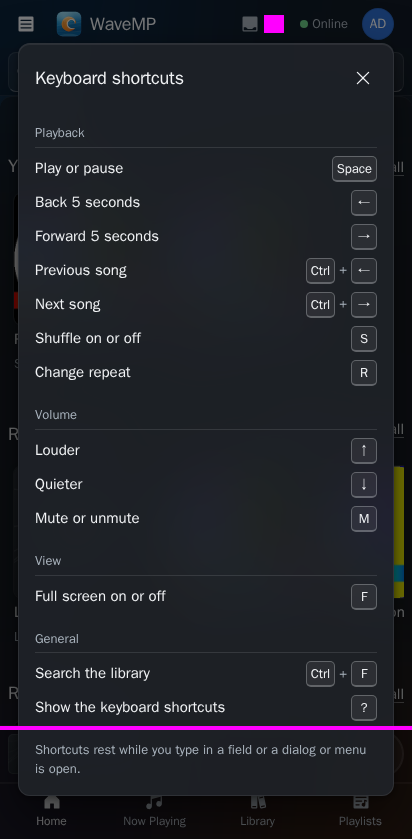 WaveMP
Online
AD
Keyboard shortcuts
Playback
Play or pause Space
Back 5 seconds ←
Forward 5 seconds →
Previous song Ctrl + ←
Next song Ctrl + →
Shuffle on or off S
Change repeat R
Volume
Louder ↑
Quieter ↓
Mute or unmute M
View
Full screen on or off F
General
Search the library Ctrl + F
Show the keyboard shortcuts ?
Shortcuts rest while you type in a field or a dialog or menu
is open.
Home Now Playing Library Playlists